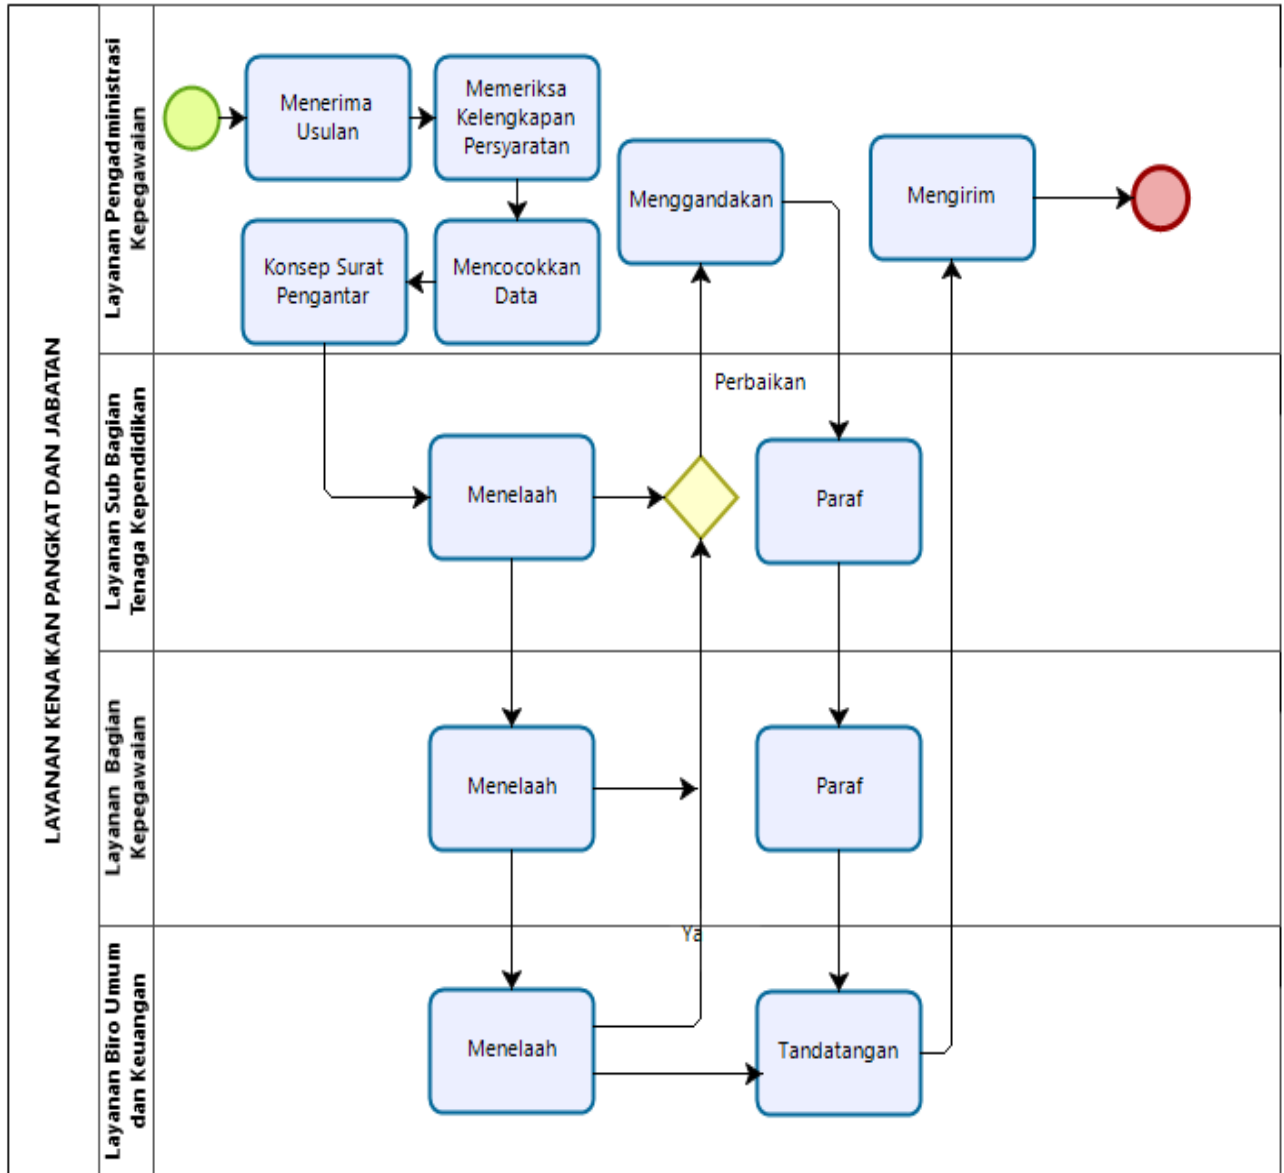 LAYANAN KENAIKAN PANGKAT DAN JABATAN
Layanan Pengadministrasi
Kepegawaian
Menerima
Usulan
Memeriksa
Kelengkapan
Persyaratan
Menggandakan
Mengirim
Konsep Surat
Pengantar
Mencocokkan
Data
Layanan Sub Bagian
Tenaga Kependidikan
Perbaikan
Menelaah
Paraf
Layanan Bagian
Kepegawaian
Menelaah
Paraf
Layanan Biro Umum
dan Keuangan
Ya
Menelaah
Tandatangan